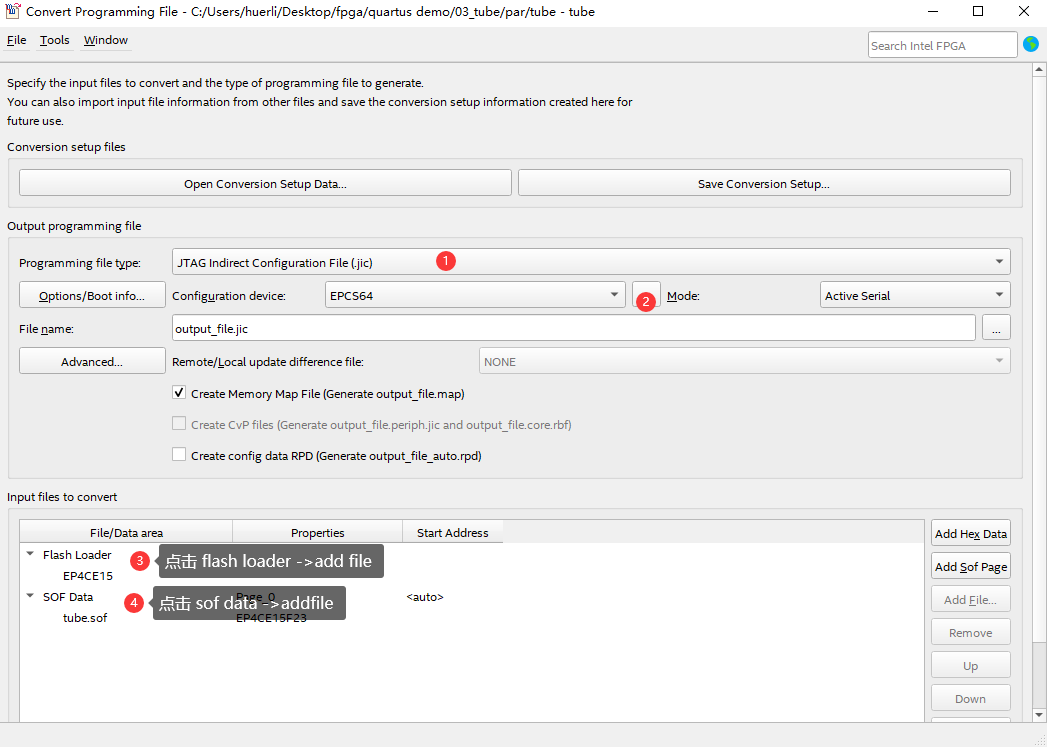 Convert Programming File - C:/Users/huerli/Desktop/fpga/quartus demo/03_tube/par/tube - tube
File Tools Window
Search Intel FPGA
Specify the input files to convert and the type of programming file to generate.
You can also import input file information from other files and save the conversion setup information created here for
future use.
Conversion setup files
Open Conversion Setup Data... Save Conversion Setup...
Output programming file
Programming file type: JTAG Indirect Configuration File (.jic) 1
Options/Boot info... Configuration device: EPCS64 2 Mode: Active Serial
File name: output_file.jic ...
Advanced... Remote/Local update difference file: NONE
Create Memory Map File (Generate output_file.map)
Create CvP files (Generate output_file.periph.jic and output_file.core.rbf)
Create config data RPD (Generate output_file_auto.rpd)
Input files to convert
File/Data area Properties Start Address
Flash Loader 3 点击 flash loader ->add file
EP4CE15
SOF Data 4 点击 sof data ->addfile Page_0 <auto>
tube.sof EP4CE15F23
Add Hex Data
Add Sof Page
Add File...
Remove
Up
Down